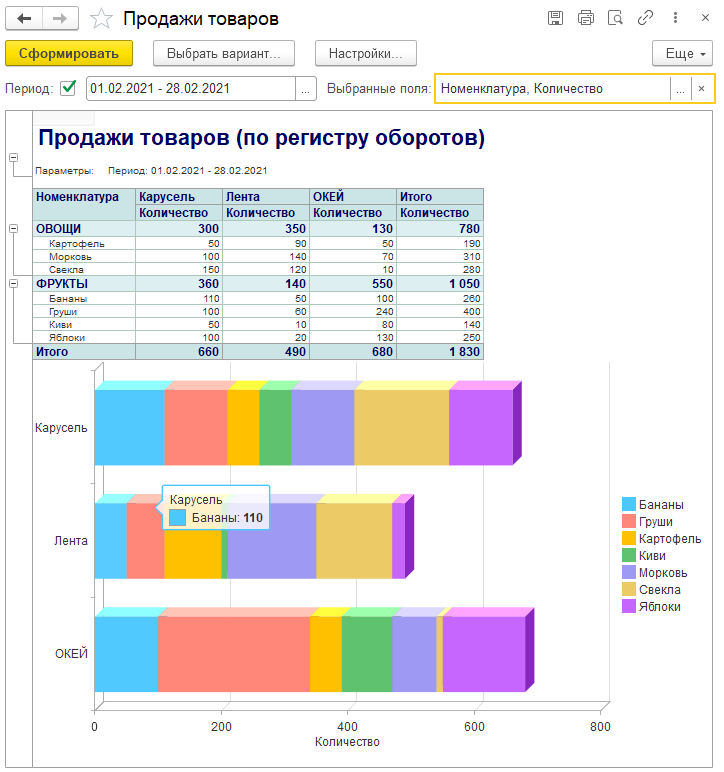 Продажи товаров
Сформировать Выбрать вариант... Настройки... Еще
Период: 01.02.2021 - 28.02.2021 ... Выбранные поля: Номенклатура, Количество ... ×
Продажи товаров (по регистру оборотов)
Параметры: Период: 01.02.2021 - 28.02.2021
Номенклатура Карусель Лента ОКЕЙ Итого
Количество Количество Количество Количество
ОВОЩИ 300 350 130 780
Картофель 50 90 50 190
Морковь 100 140 70 310
Свекла 150 120 10 280
ФРУКТЫ 360 140 550 1 050
Бананы 110 50 100 260
Груши 100 60 240 400
Киви 50 10 80 140
Яблоки 100 20 130 250
Итого 660 490 680 1 830
Карусель
Карусель
Бананы: 110
Лента
ОКЕЙ
0 200 400 600 800
Количество
Бананы
Груши
Картофель
Киви
Морковь
Свекла
Яблоки